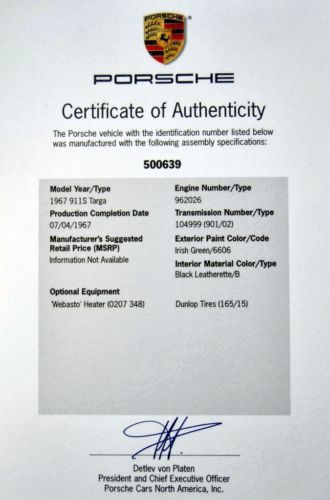 PORSCHE
Certificate of Authenticity
The Porsche vehicle with the identification number listed below
was manufactured with the following assembly specifications:
500639
Model Year/Type
1967 911S Targa
Engine Number/Type
962026
Production Completion Date
07/04/1967
Transmission Number/Type
104999 (901/02)
Manufacturer's Suggested
Retail Price (MSRP)
Information Not Available
Exterior Paint Color/Code
Irish Green/6606
Interior Material Color/Type
Black Leatherette/B
Optional Equipment
'Webasto' Heater (0207 348)
Dunlop Tires (165/15)
Detlev von Platen
President and Chief Executive Officer
Porsche Cars North America, Inc.